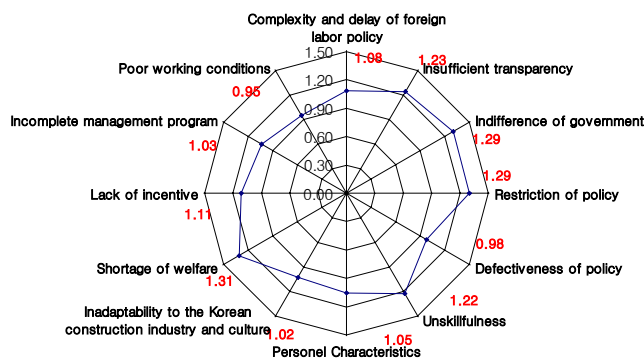 Complexity and delay of foreign
labor policy
1.50
1.08
1.23
Poor working conditions
Insufficient transparency
1.20
0.95
0.90
Incomplete management program
Indifference of government
1.03
1.29
0.60
0.30
1.29
Lack of incentive
0.00
Restriction of policy
1.11
0.98
Shortage of welfare
Defectiveness of policy
1.31
1.22
Inadaptability to the Korean
construction industry and culture
Unskillfulness
1.02
1.05
Personel Characteristics